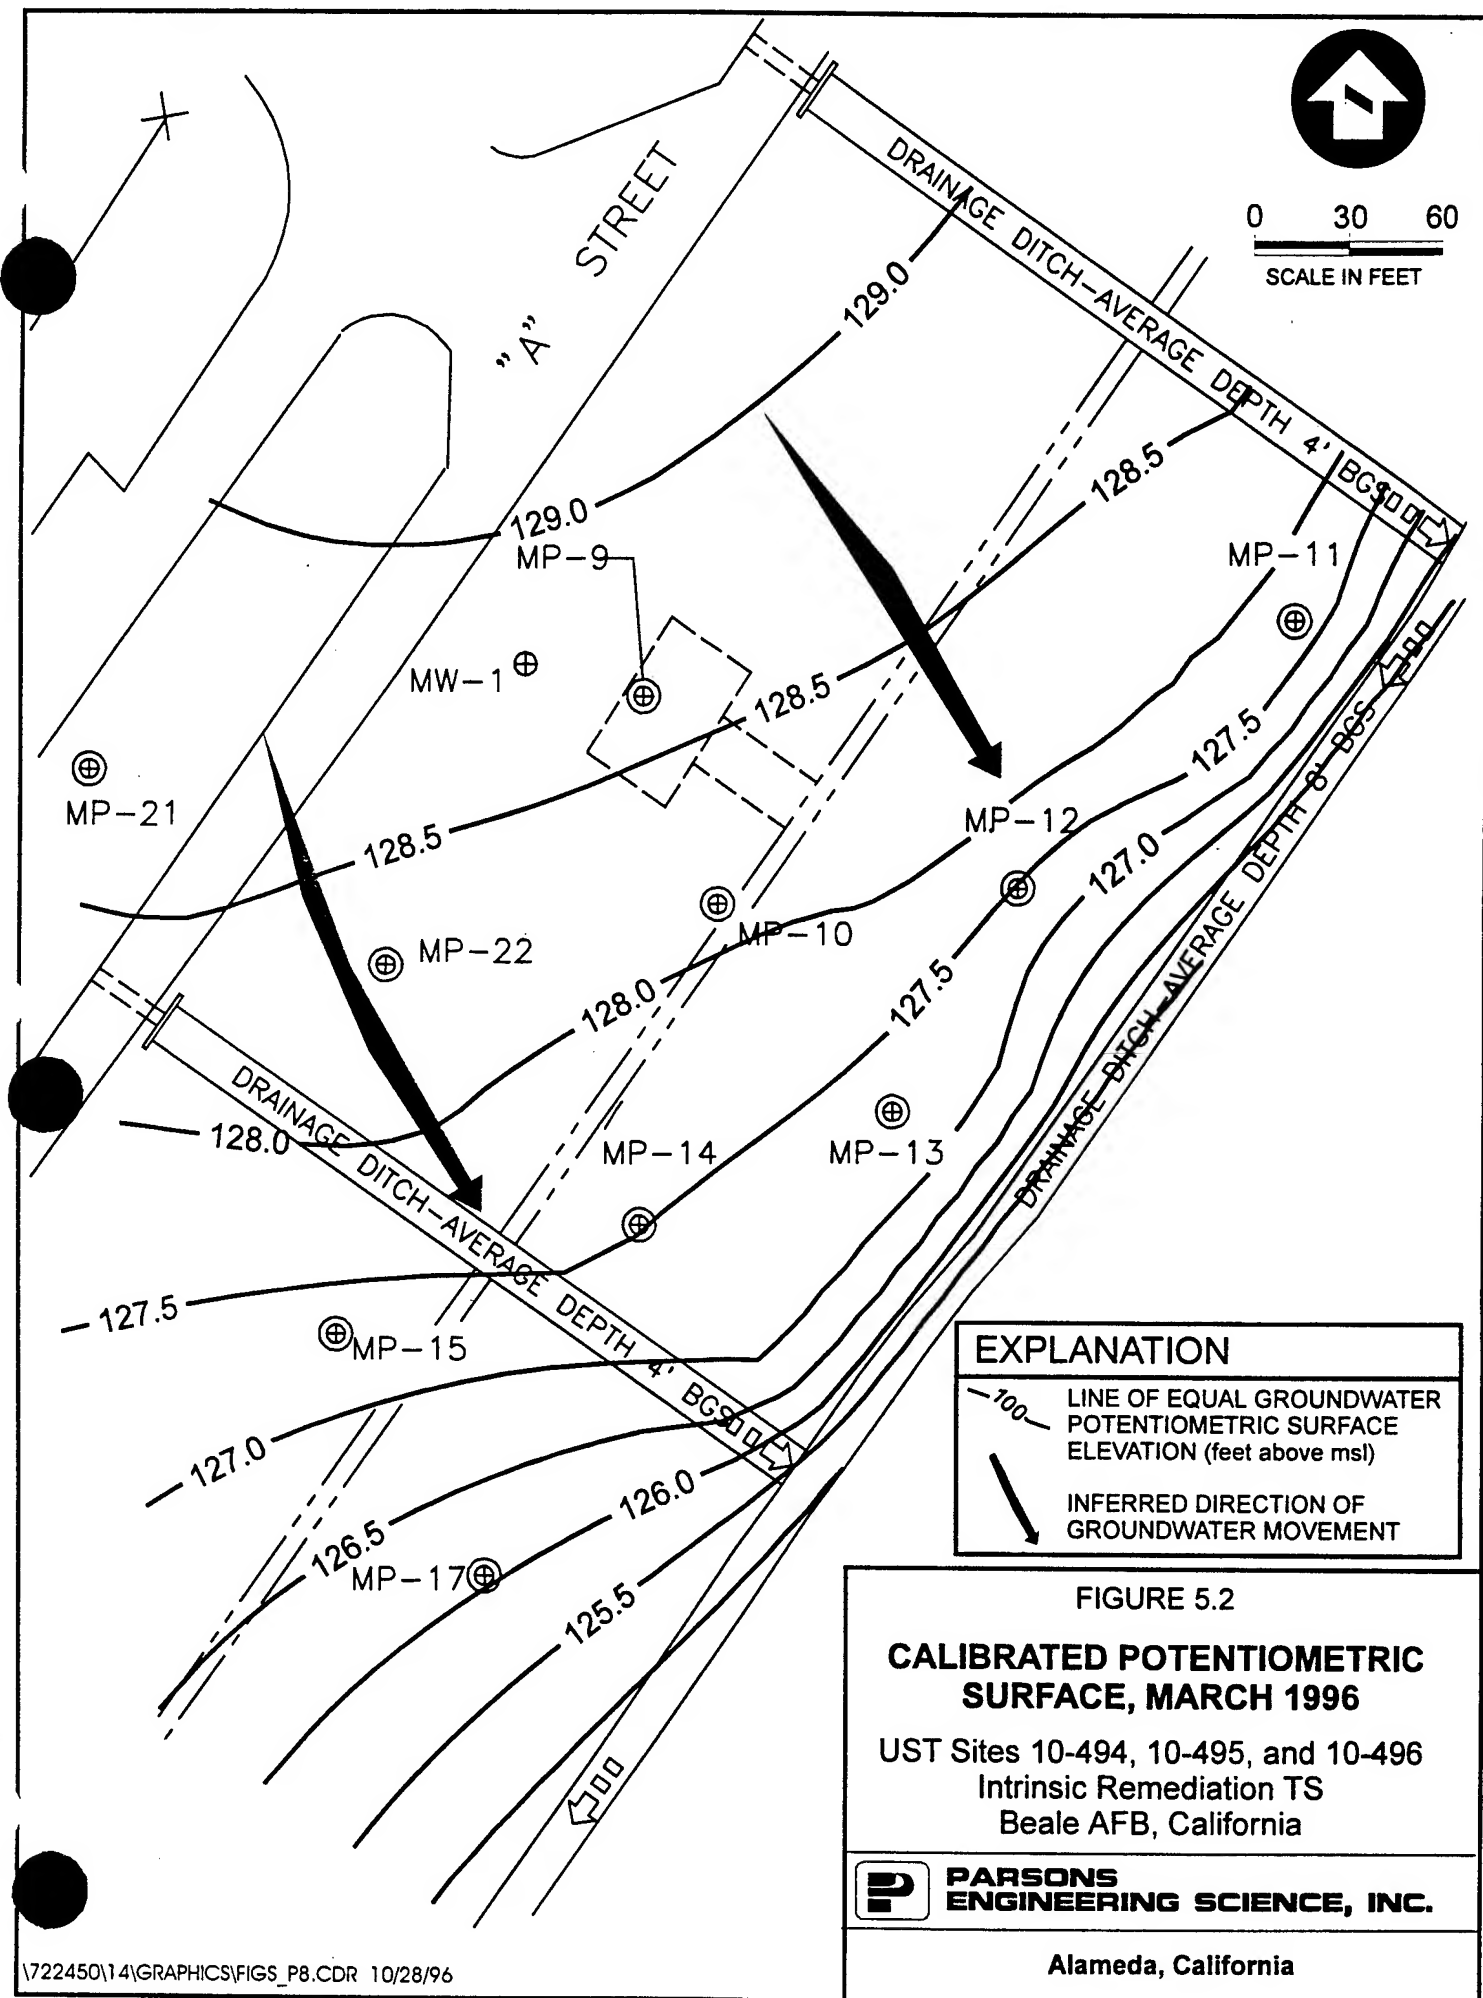 0 30 60
SCALE IN FEET
"A" STREET
DRAINAGE DITCH-AVERAGE DEPTH 4' BGS
129.0
129.0
128.5
MP-9
MP-11
MW-1
128.5
127.5
MP-21
MP-12
128.5
127.0
MP-10
MP-22
128.0
127.5
DRAINAGE DITCH-AVERAGE DEPTH 8' BGS
DRAINAGE DITCH-AVERAGE DEPTH 4' BGS
128.0
MP-14
MP-13
127.5
MP-15
127.0
126.0
126.5
MP-17
125.5
EXPLANATION
100
LINE OF EQUAL GROUNDWATER
POTENTIOMETRIC SURFACE
ELEVATION (feet above msl)
INFERRED DIRECTION OF
GROUNDWATER MOVEMENT
FIGURE 5.2
CALIBRATED POTENTIOMETRIC
SURFACE, MARCH 1996
UST Sites 10-494, 10-495, and 10-496
Intrinsic Remediation TS
Beale AFB, California
PARSONS
ENGINEERING SCIENCE, INC.
Alameda, California
\722450\14\GRAPHICS\FIGS_P8.CDR 10/28/96